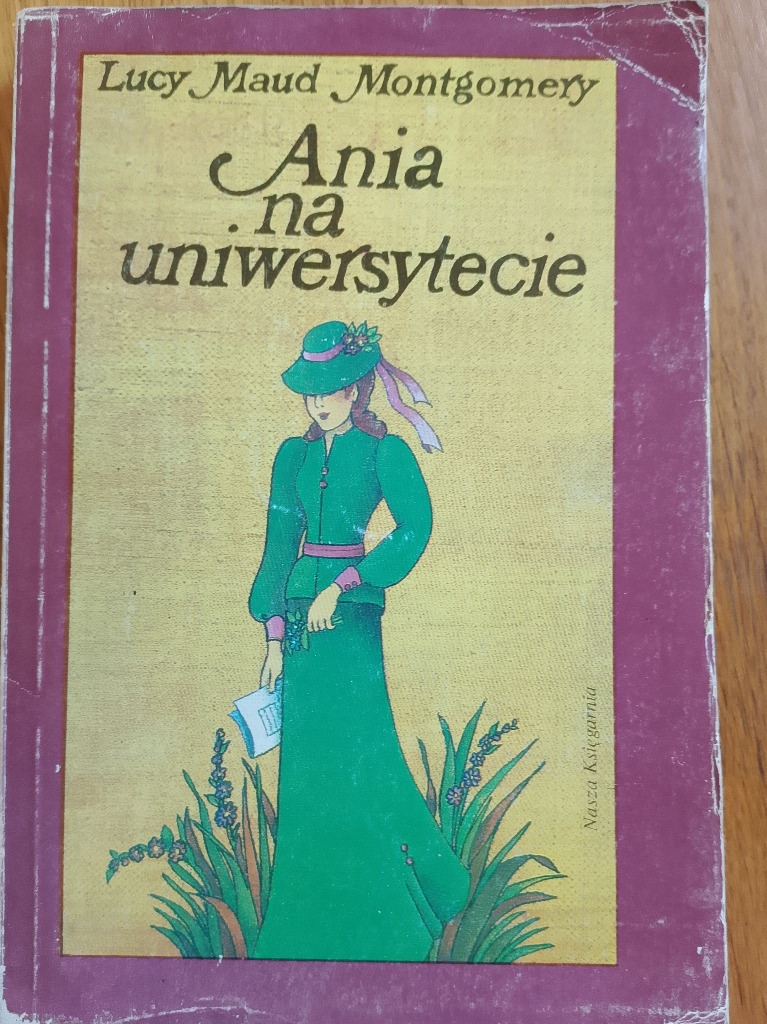 Lucy Maud Montgomery
Ania
na
uniwersytecie
Nasza Księgarnia